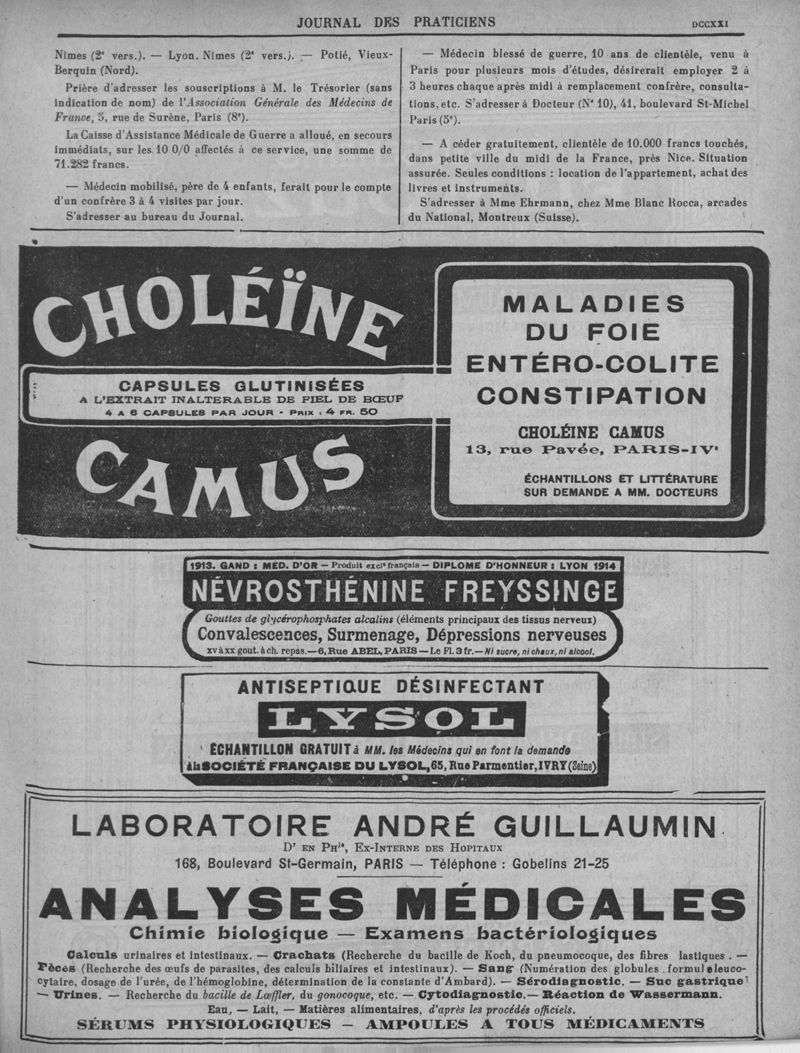 JOURNAL DES PRATICIENS
DCCXXI
Nîmes (2e vers.). — Lyon. Nîmes (2e vers.). — Potié, Vieux-
Berquin (Nord).
Prière d'adresser les souscriptions à M. le Trésorier (sans
indication de nom) de l'Association Générale des Médecins de
France, 5, rue de Surène, Paris (8e).
La Caisse d'Assistance Médicale de Guerre a alloué, en secours
immédiats, sur les 10 0/0 affectés à ce service, une somme de
71.282 francs.
— Médecin mobilisé, père de 4 enfants, ferait pour le compte
d'un confrère 3 à 4 visites par jour.
S'adresser au bureau du Journal.
— Médecin blessé de guerre, 10 ans de clientèle, venu à
Paris pour plusieurs mois d'études, désirerait employer 2 à
3 heures chaque après midi à remplacement confrère, consulta-
tions, etc. S'adresser à Docteur (N° 10), 41, boulevard St-Michel
Paris (5e).
— A céder gratuitement, clientèle de 10.000 francs touchés,
dans petite ville du midi de la France, près Nice. Situation
assurée. Seules conditions : location de l'appartement, achat des
livres et instruments.
S'adresser à Mme Ehrmann, chez Mme Blanc Rocca, arcades
du National, Montreux (Suisse).
CHOLÉÏNE
CAPSULES GLUTINISÉES
A L'EXTRAIT INALTERABLE DE FIEL DE BŒUF
4 A 6 CAPSULES PAR JOUR - PRIX : 4 FR. 50
CAMUS
MALADIES
DU FOIE
ENTÉRO-COLITE
CONSTIPATION
CHOLÉINE CAMUS
13, rue Pavée, PARIS-IVe
ÉCHANTILLONS ET LITTÉRATURE
SUR DEMANDE A MM. DOCTEURS
1913. GAND : MÉD. D'OR — Produit exclt français — DIPLOME D'HONNEUR : LYON 1914
NÉVROSTHÉNINE FREYSSINGE
Gouttes de glycérophosphates alcalins (éléments principaux des tissus nerveux)
Convalescences, Surmenage, Dépressions nerveuses
xv à xx gout. à ch. repas. — 6, Rue ABEL, PARIS — Le Fl. 3 fr. — Ni sucre, ni chaux, ni alcool.
ANTISEPTIQUE DÉSINFECTANT
LYSOL
ÉCHANTILLON GRATUIT à MM. les Médecins qui en font la demande
à la SOCIÉTÉ FRANÇAISE DU LYSOL, 65, Rue Parmentier, IVRY (Seine)
LABORATOIRE ANDRÉ GUILLAUMIN
Dr EN PHie, EX-INTERNE DES HOPITAUX
168, Boulevard St-Germain, PARIS — Téléphone : Gobelins 21-25
ANALYSES MÉDICALES
Chimie biologique — Examens bactériologiques
Calculs urinaires et intestinaux. — Crachats (Recherche du bacille de Koch, du pneumocoque, des fibres lastiques . —
Fèces (Recherche des œufs de parasites, des calculs biliaires et intestinaux). — Sang (Numération des globules . formul e leuco-
cytaire, dosage de l'urée, de l'hémoglobine, détermination de la constante d'Ambard). — Sérodiagnostic. — Suc gastrique
— Urines. — Recherche du bacille de Lœffler, du gonocoque, etc. — Cytodiagnostic. — Réaction de Wassermann.
Eau, — Lait, — Matières alimentaires, d'après les procédés officiels.
SÉRUMS PHYSIOLOGIQUES — AMPOULES A TOUS MÉDICAMENTS